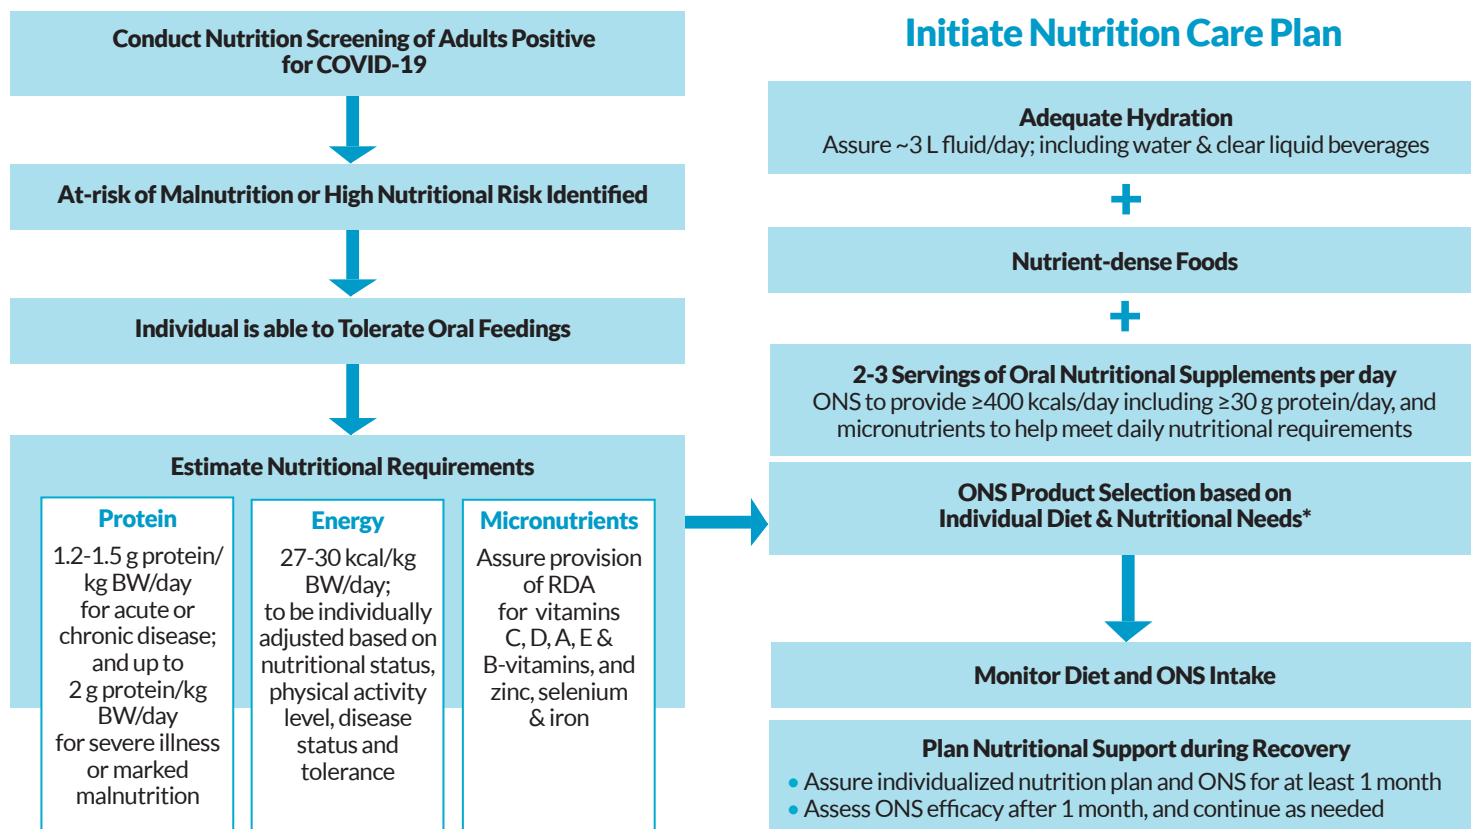 Conduct Nutrition Screening of Adults Positive
for COVID-19
At-risk of Malnutrition or High Nutritional Risk Identified
Individual is able to Tolerate Oral Feedings
Estimate Nutritional Requirements
Protein
1.2-1.5 g protein/
kg BW/day
for acute or
chronic disease;
and up to
2 g protein/kg
BW/day
for severe illness
or marked
malnutrition
Energy
27-30 kcal/kg
BW/day;
to be individually
adjusted based on
nutritional status,
physical activity
level, disease
status and
tolerance
Micronutrients
Assure provision
of RDA
for vitamins
C, D, A, E &
B-vitamins, and
zinc, selenium
& iron
Initiate Nutrition Care Plan
Adequate Hydration
Assure ~3 L fluid/day; including water & clear liquid beverages
+
Nutrient-dense Foods
+
2-3 Servings of Oral Nutritional Supplements per day
ONS to provide ≥400 kcals/day including ≥30 g protein/day, and
micronutrients to help meet daily nutritional requirements
ONS Product Selection based on
Individual Diet & Nutritional Needs*
Monitor Diet and ONS Intake
Plan Nutritional Support during Recovery
• Assure individualized nutrition plan and ONS for at least 1 month
• Assess ONS efficacy after 1 month, and continue as needed